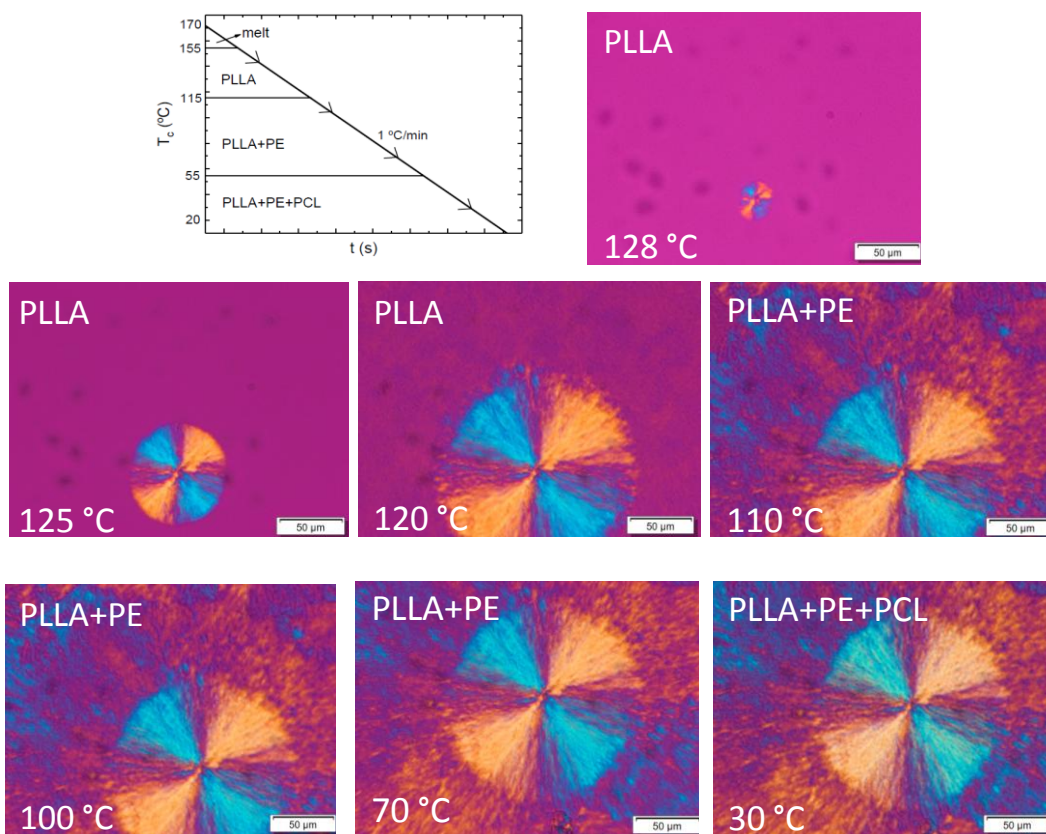 170
155
115
55
20
T_c (°C)
melt
PLLA
PLLA+PE
PLLA+PE+PCL
1 °C/min
t (s)
PLLA
128 °C
50 µm
PLLA
125 °C
50 µm
PLLA
120 °C
50 µm
PLLA+PE
110 °C
50 µm
PLLA+PE
100 °C
50 µm
PLLA+PE
70 °C
50 µm
PLLA+PE+PCL
30 °C
50 µm